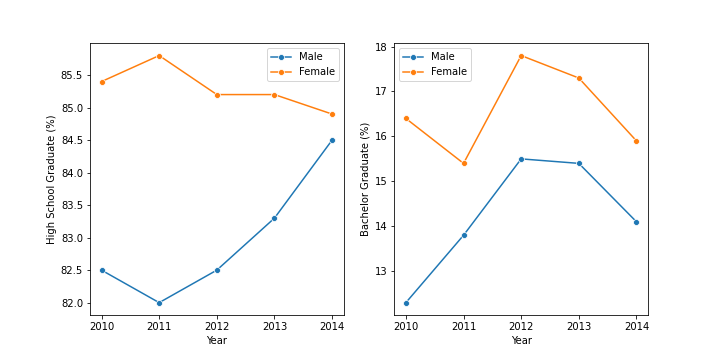 High School Graduate (%)
85.5
85.0
84.5
84.0
83.5
83.0
82.5
82.0
2010 2011 2012 2013 2014
Year
Male
Female
Bachelor Graduate (%)
18
17
16
15
14
13
2010 2011 2012 2013 2014
Year
Male
Female